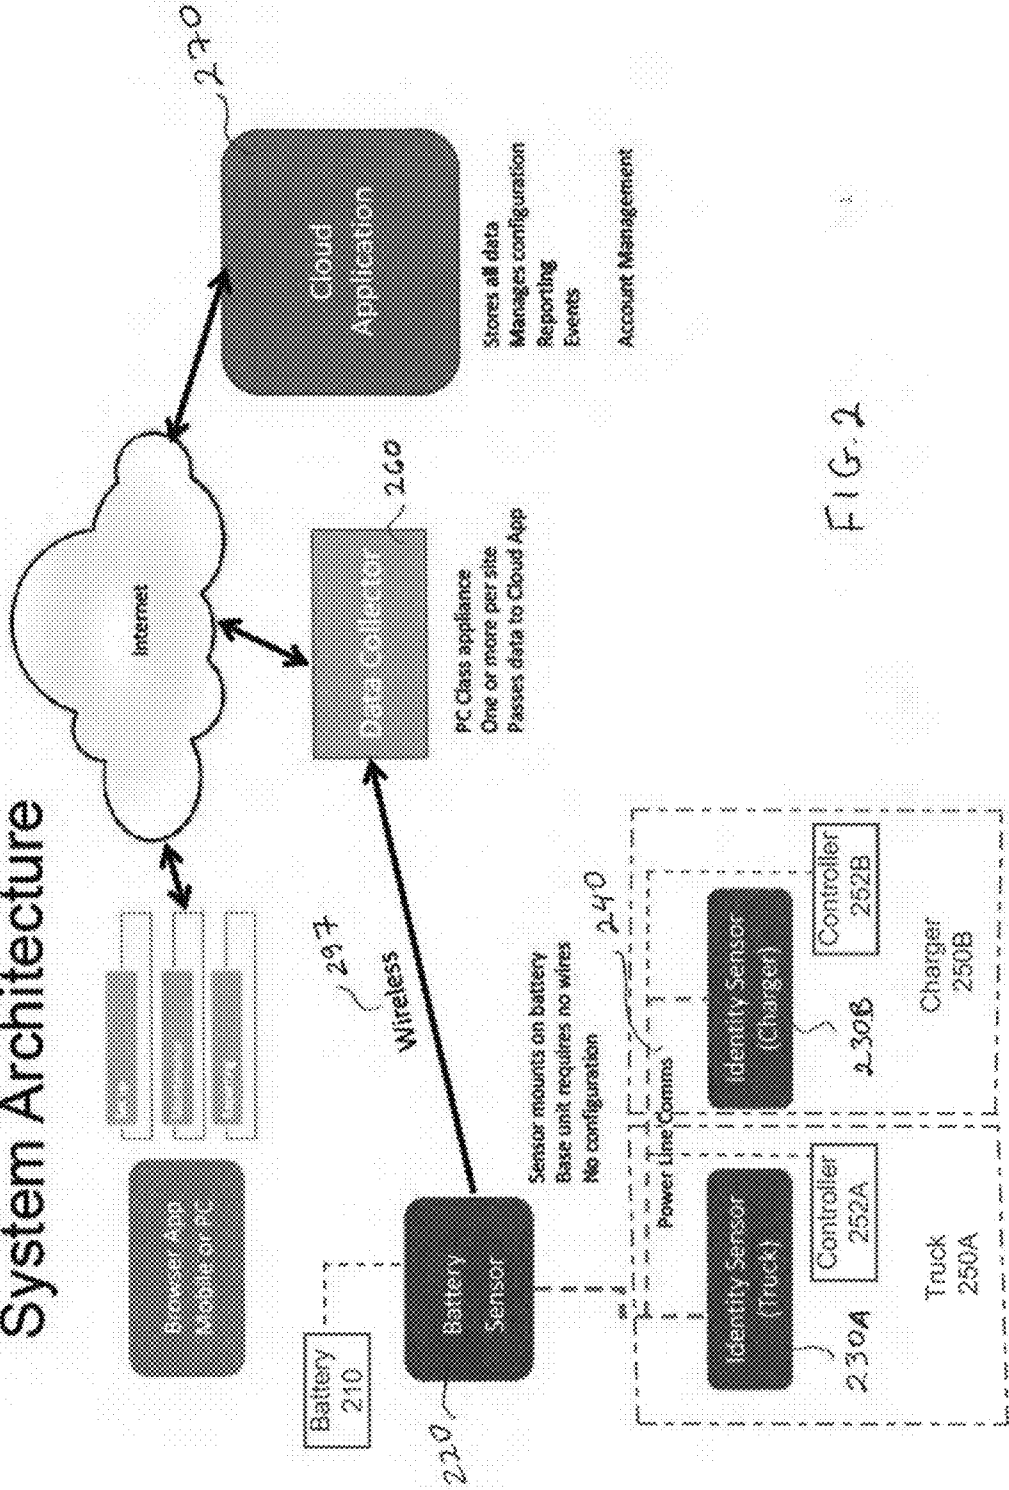 System Architecture
Browser App
Mobile or PC
Internet
270
Cloud
Application
Stores all data
Manages configuration
Reporting
Events
Account Management
Data Collector
260
PC Class appliance
One or more per site
Passes data to Cloud App
297
Wireless
Battery
210
Battery
Sensor
220
Sensor mounts on battery
Base unit requires no wires
No configuration
240
Power Line Comms
Identity Sensor
(Truck)
230A
Controller
252A
Truck
250A
Identity Sensor
(Charger)
230B
Controller
252B
Charger
250B
FIG. 2